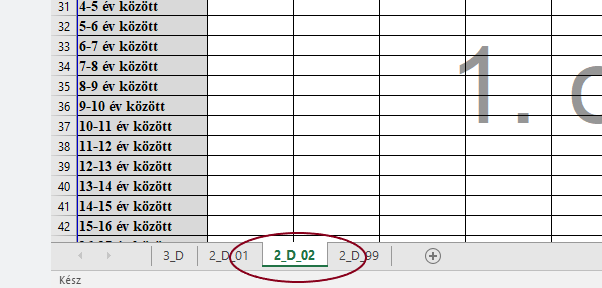 31 4-5 év között
32 5-6 év között
33 6-7 év között
34 7-8 év között
35 8-9 év között
36 9-10 év között
37 10-11 év között
38 11-12 év között
39 12-13 év között
40 13-14 év között
41 14-15 év között
42 15-16 év között
1.
3_D 2_D_01 2_D_02 2_D_99
Kész